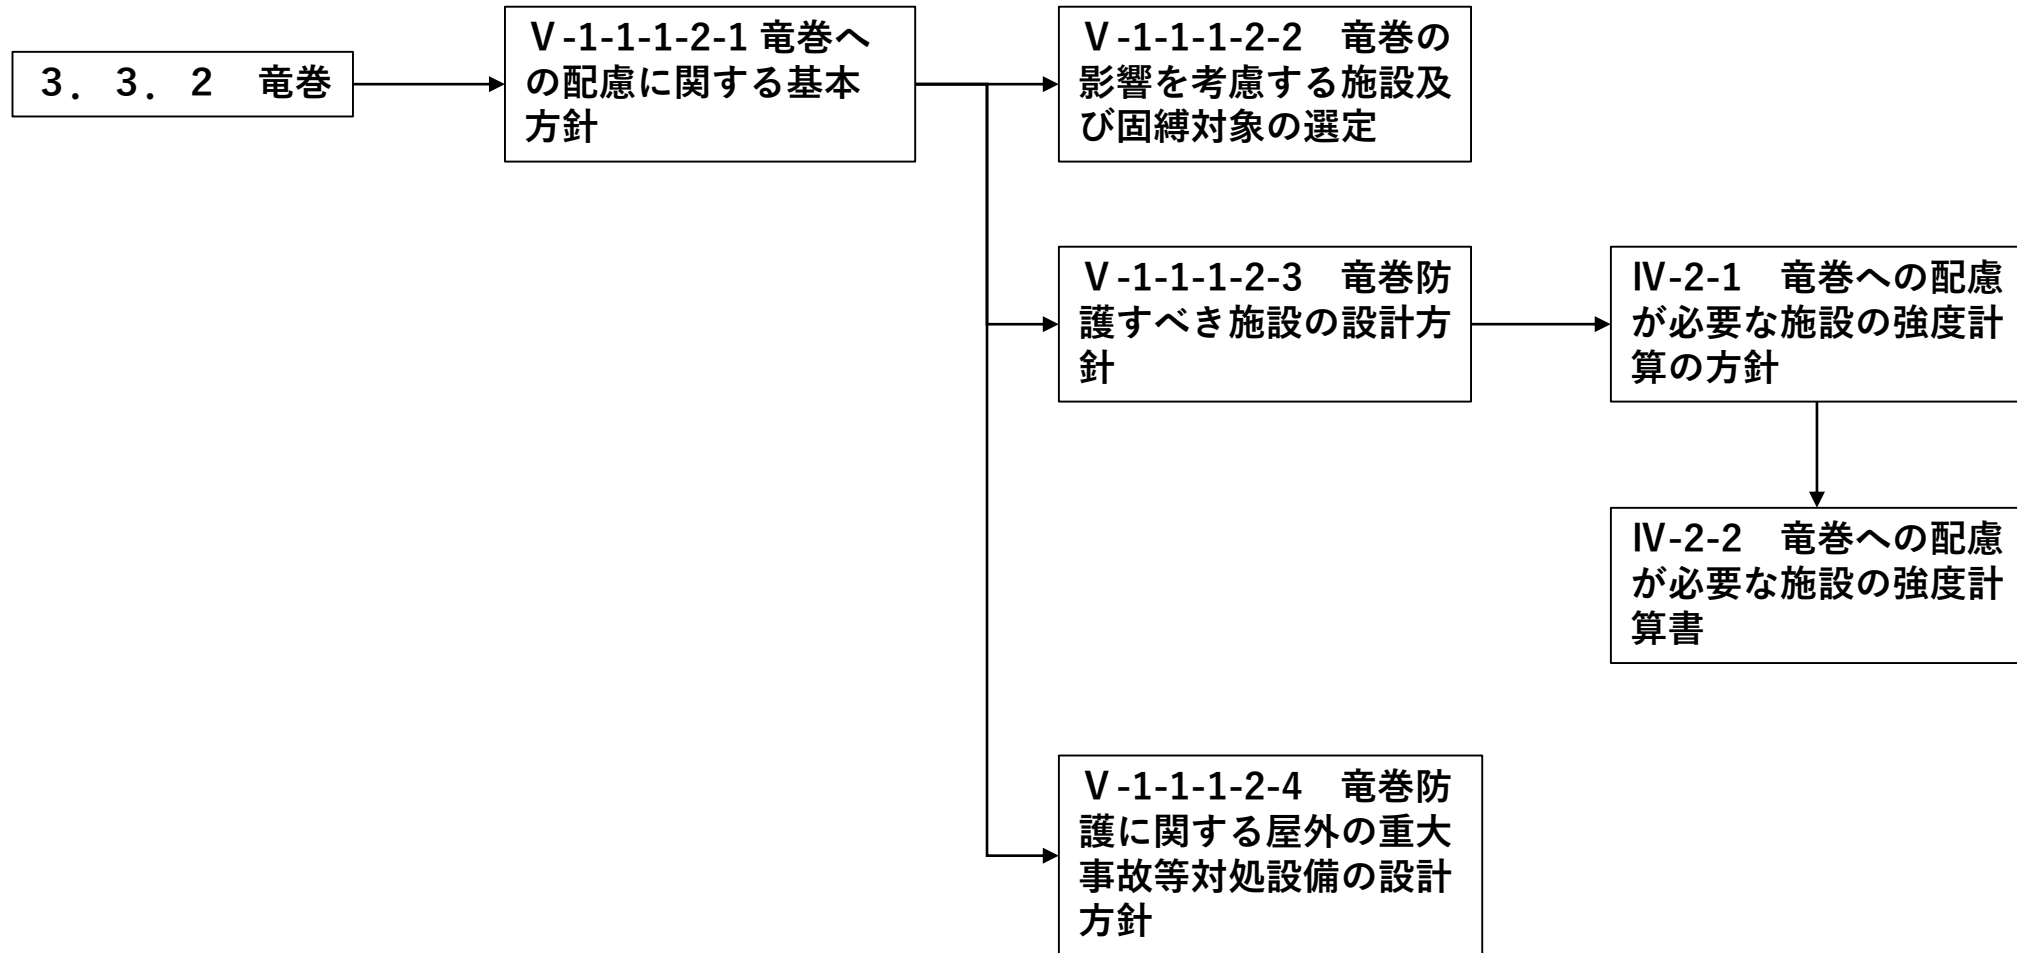 ３．３．２　竜巻
Ⅴ-1-1-1-2-1 竜巻へ
の配慮に関する基本
方針
Ⅴ-1-1-1-2-2　竜巻の
影響を考慮する施設及
び固縛対象の選定
Ⅴ-1-1-1-2-3　竜巻防
護すべき施設の設計方
針
Ⅳ-2-1　竜巻への配慮
が必要な施設の強度計
算の方針
Ⅳ-2-2　竜巻への配慮
が必要な施設の強度計
算書
Ⅴ-1-1-1-2-4　竜巻防
護に関する屋外の重大
事故等対処設備の設計
方針